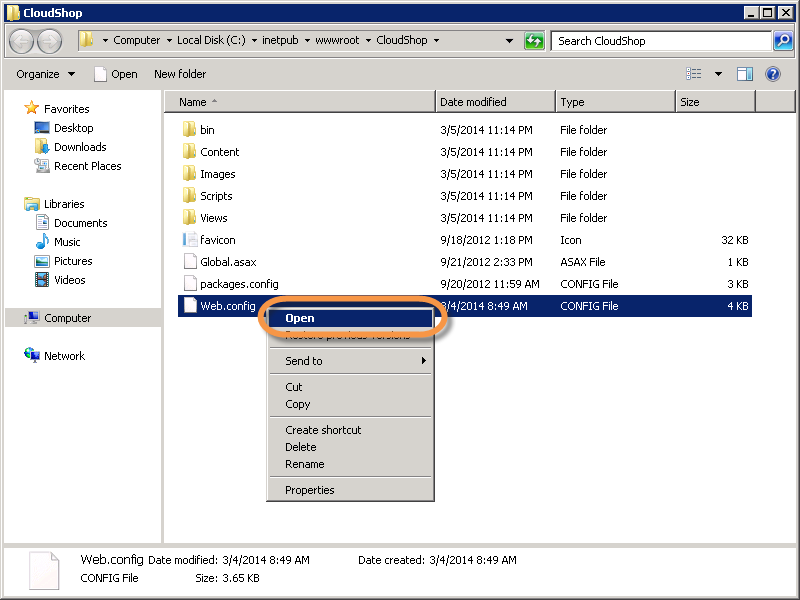 CloudShop
Computer Local Disk (C:) inetpub wwwroot CloudShop
Search CloudShop
Organize Open New folder
Favorites
Desktop
Downloads
Recent Places
Libraries
Documents
Music
Pictures
Videos
Computer
Network
Name Date modified Type Size
bin 3/5/2014 11:14 PM File folder
Content 3/5/2014 11:14 PM File folder
Images 3/5/2014 11:14 PM File folder
Scripts 3/5/2014 11:14 PM File folder
Views 3/5/2014 11:14 PM File folder
favicon 9/18/2012 1:18 PM Icon 32 KB
Global.asax 9/21/2012 2:33 PM ASAX File 1 KB
packages.config 9/20/2012 11:59 AM CONFIG File 3 KB
Web.config 3/4/2014 8:49 AM CONFIG File 4 KB
Open
Restore previous versions
Send to
Cut
Copy
Create shortcut
Delete
Rename
Properties
Web.config Date modified: 3/4/2014 8:49 AM Date created: 3/4/2014 8:49 AM
CONFIG File Size: 3.65 KB